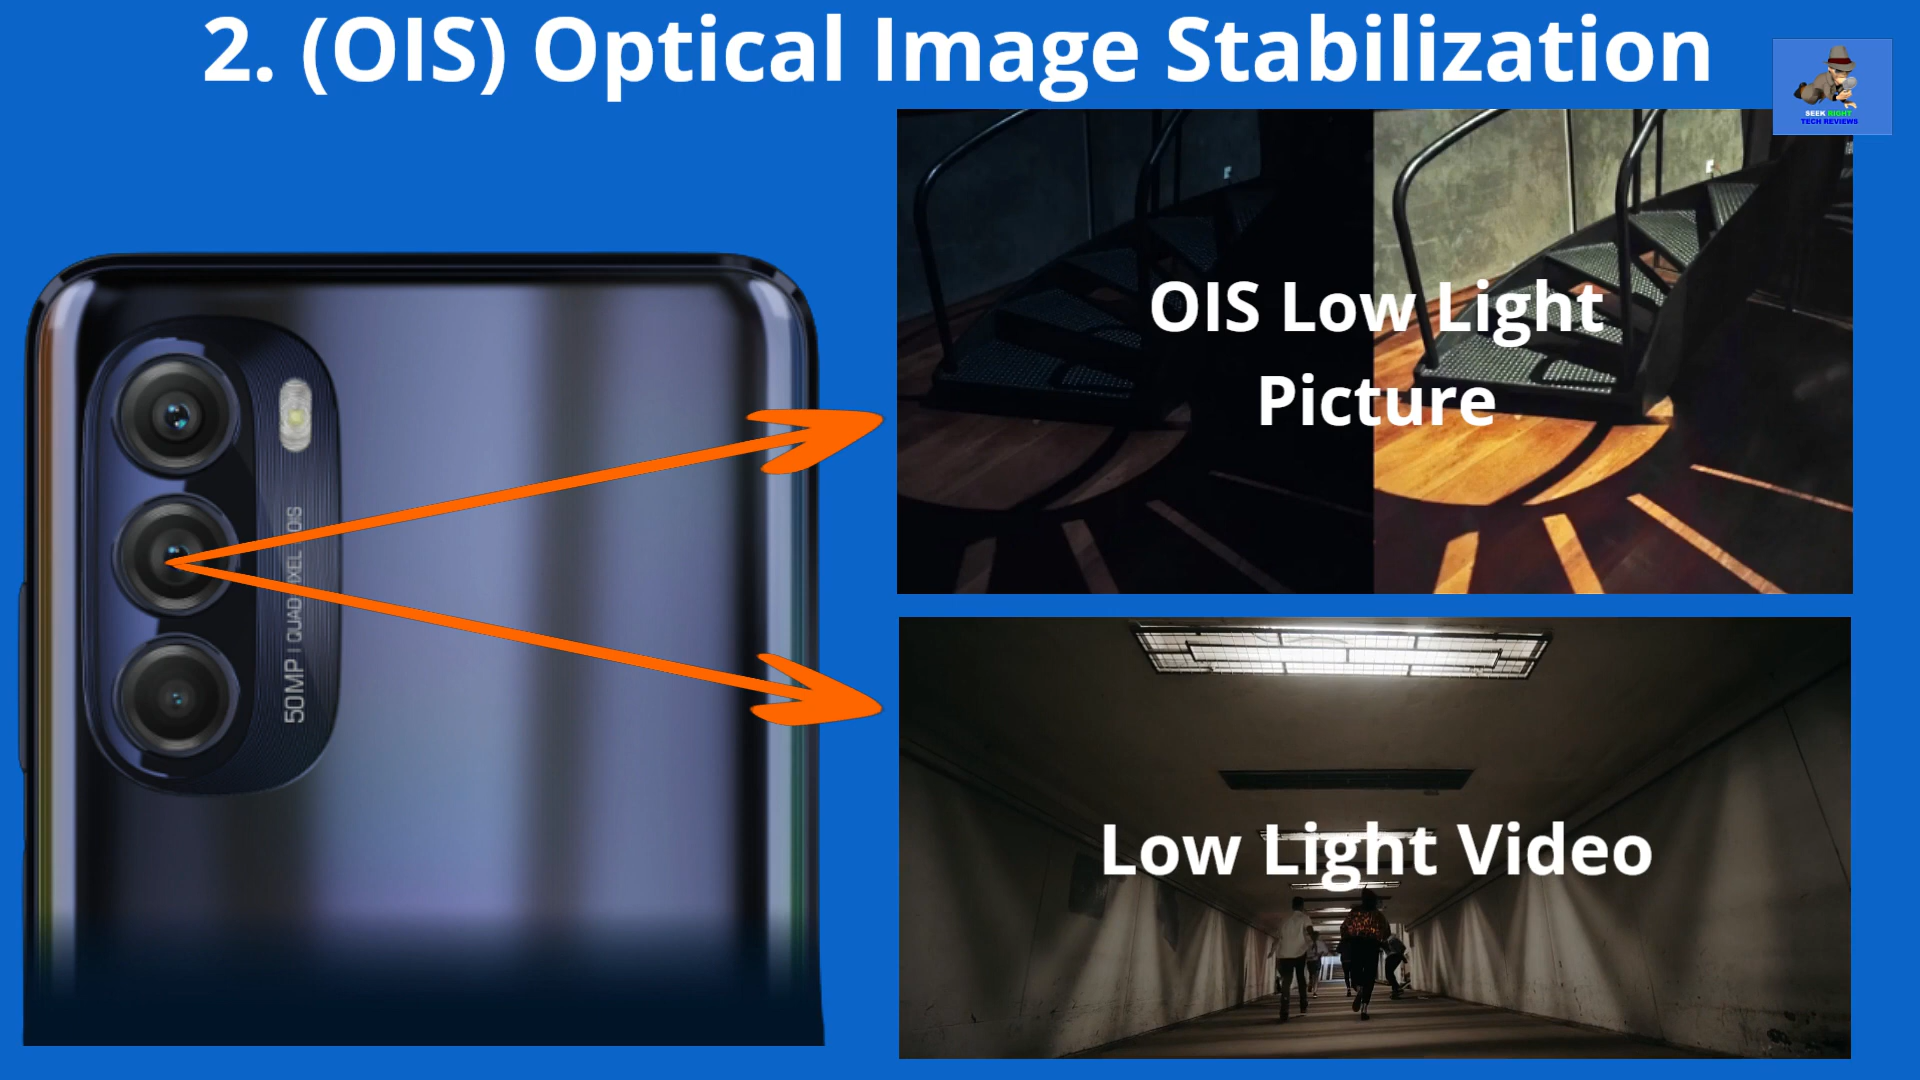 2. (OIS) Optical Image Stabilization
SEEK RIGHT
TECH REVIEWS
OIS Low Light
Picture
50MP | QUAD PIXEL OIS
Low Light Video